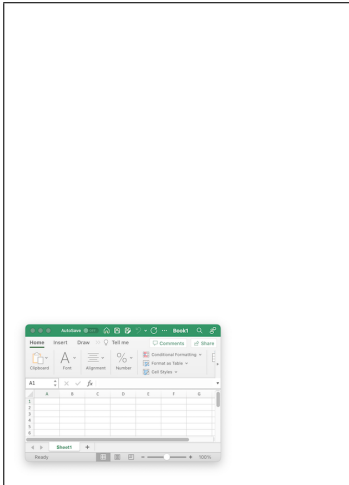 AutoSave OFF Book1
Home Insert Draw Tell me Comments Share
Clipboard Font Alignment Number
Conditional Formatting
Format as Table
Cell Styles
A1 fx
A B C D E F G
1
2
3
4
5
6
Sheet1 +
Ready 100%